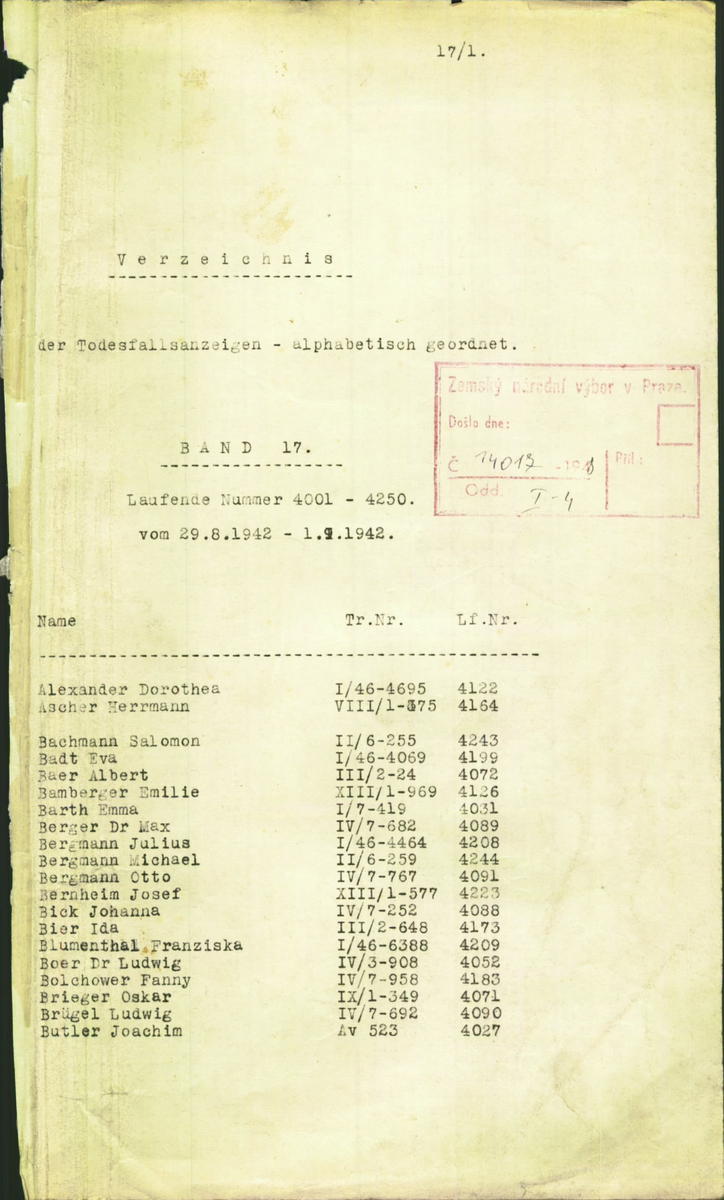 17/1.
V e r z e i c h n i s
der Todesfallsanzeigen - alphabetisch geordnet.
Zemský národní výbor v Praze.
Došlo dne:
B A N D 17.
Č 14017 -194 Příl:
Odd. I-4
Laufende Nummer 4001 - 4250.
vom 29.8.1942 - 1.9.1942.
Name Tr.Nr. Lf.Nr.
Alexander Dorothea I/46-4695 4122
Ascher Herrmann 4164
Bachmann Salomon II/6-255 4243
Badt Eva I/46-4069 4199
Baer Albert III/2-24 4072
Bamberger Emilie XIII/1-969 4126
Barth Emma I/7-419 4031
Berger Dr Max IV/7-682 4089
Bergmann Julius I/46-4464 4208
Bergmann Michael II/6-259 4244
Bergmann Otto IV/7-767 4091
Bernheim Josef XIII/1-577 4223
Bick Johanna IV/7-252 4088
Bier Ida III/2-648 4173
Blumenthal Franziska I/46-6388 4209
Boer Dr Ludwig IV/3-908 4052
Bolchower Fanny IV/7-958 4183
Brieger Oskar IX/1-349 4071
Brügel Ludwig IV/7-692 4090
Butler Joachim Av 523 4027